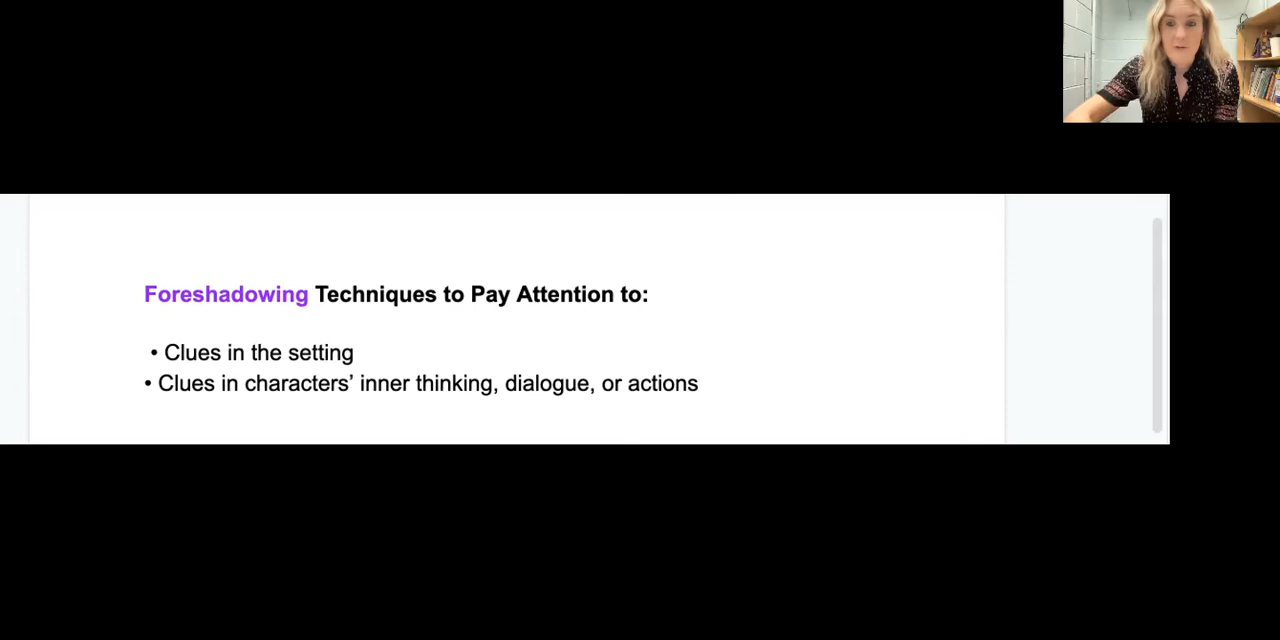 Foreshadowing Techniques to Pay Attention to:
• Clues in the setting
• Clues in characters’ inner thinking, dialogue, or actions